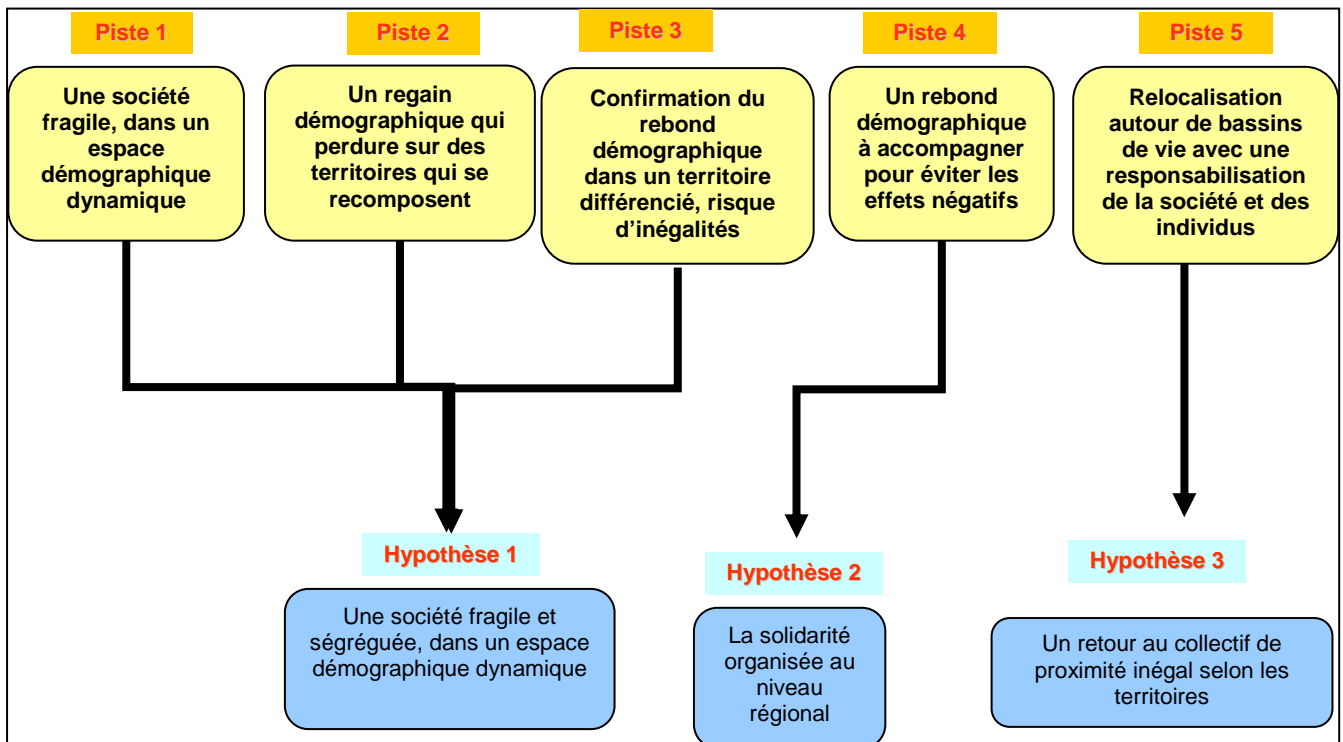 Piste 1
Piste 2
Piste 3
Piste 4
Piste 5
Une société
fragile, dans un
espace
démographique
dynamique
Un regain
démographique qui
perdure sur des
territoires qui se
recomposent
Confirmation du
rebond
démographique
dans un territoire
différencié, risque
d’inégalités
Un rebond
démographique
à accompagner
pour éviter les
effets négatifs
Relocalisation
autour de bassins
de vie avec une
responsabilisation
de la société et des
individus
Hypothèse 1
Hypothèse 2
Hypothèse 3
Une société fragile et
ségréguée, dans un espace
démographique dynamique
La solidarité
organisée au
niveau
régional
Un retour au collectif de
proximité inégal selon les
territoires